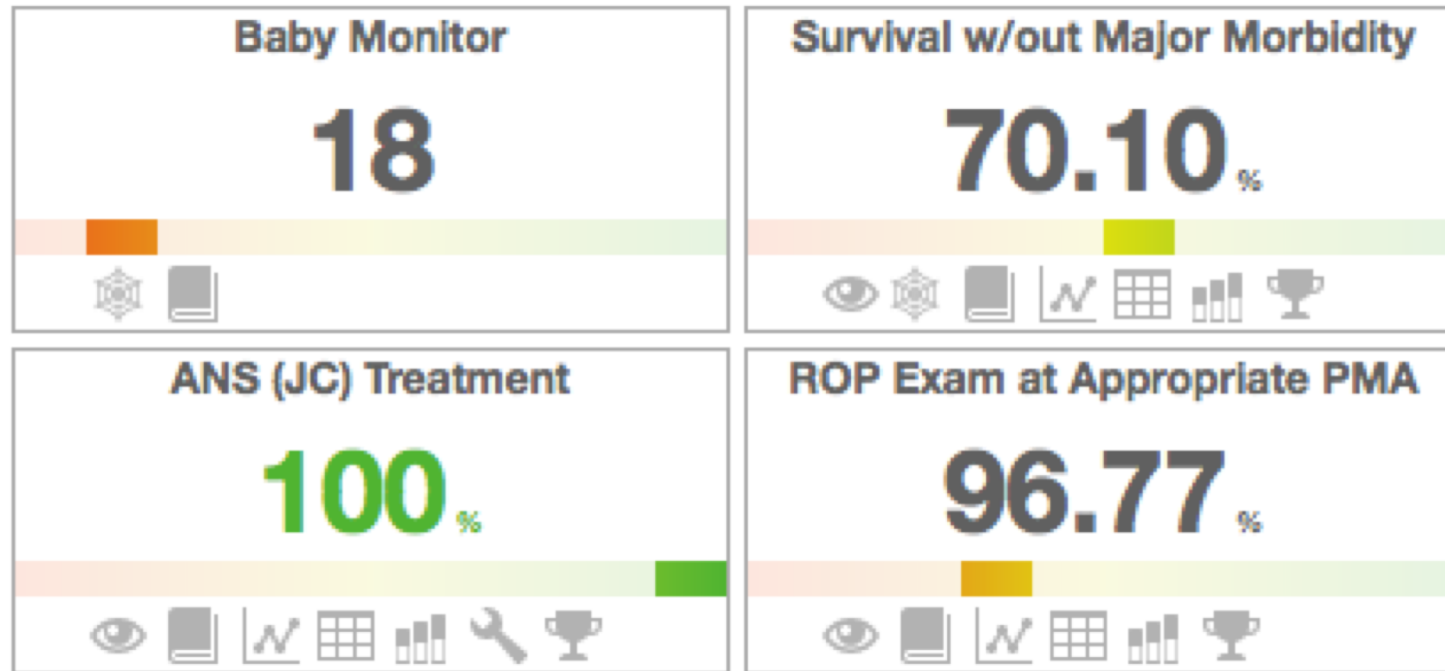 Baby Monitor
18
Survival w/out Major Morbidity
70.10 %
ANS (JC) Treatment
100 %
ROP Exam at Appropriate PMA
96.77 %